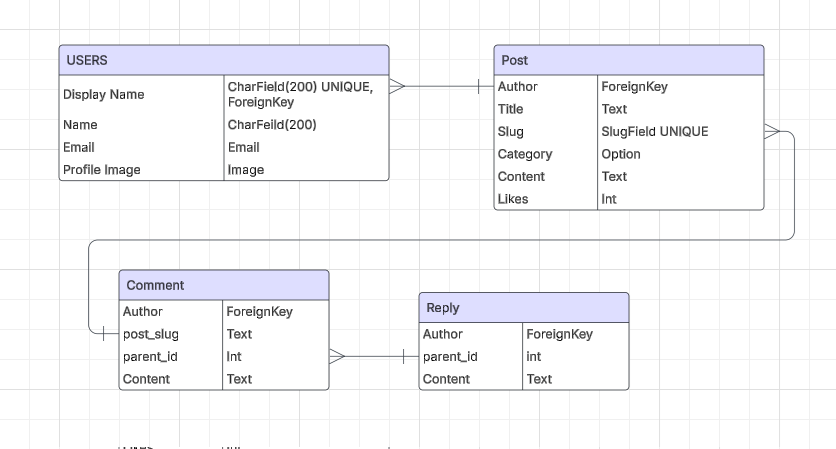 USERS
Display Name CharField(200) UNIQUE,
ForeignKey
Name CharFeild(200)
Email Email
Profile Image Image
Post
Author ForeignKey
Title Text
Slug SlugField UNIQUE
Category Option
Content Text
Likes Int
Comment
Author ForeignKey
post_slug Text
parent_id Int
Content Text
Reply
Author ForeignKey
parent_id int
Content Text